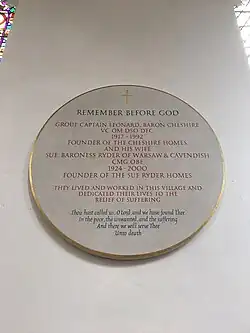 REMEMBER BEFORE GOD
GROUP CAPTAIN LEONARD, BARON CHESHIRE
VC OM DSO DFC
1917-1992
FOUNDER OF THE CHESHIRE HOMES
AND HIS WIFE
SUE, BARONESS RYDER OF WARSAW & CAVENDISH
CMG OBE
1924-2000
FOUNDER OF THE SUE RYDER HOMES
THEY LIVED AND WORKED IN THIS VILLAGE AND
DEDICATED THEIR LIVES TO THE
RELIEF OF SUFFERING
Thou hast called us, O Lord, and we have found Thee
In the poor, the unwanted, and the suffering
And there we will serve Thee
Unto death